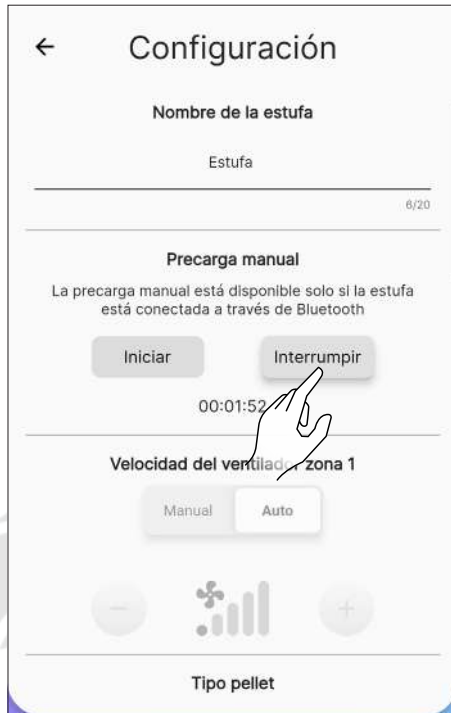 Configuración
Nombre de la estufa
Estufa
6/20
Precarga manual
La precarga manual está disponible solo si la estufa
está conectada a través de Bluetooth
Iniciar
Interrumpir
00:01:52
Velocidad del ventilador zona 1
Manual
Auto
Tipo pellet